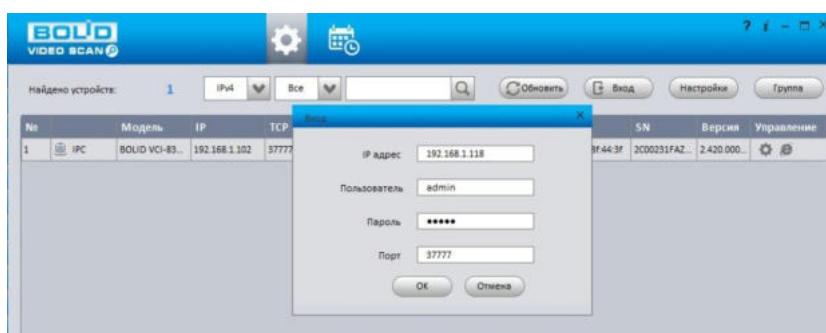 BOLID
VIDEO SCAN
? i
Найдено устройств: 1 IPv4 Все Обновить Вход Настройки Группа
№ Модель IP TCP SN Версия Управление
1 IPC BOLID VCI-83... 192.168.1.102 37777 3f:44:3f 2C00231FAZ... 2.420.000...
Вход
IP адрес 192.168.1.118
Пользователь admin
Пароль •••••
Порт 37777
OK Отмена